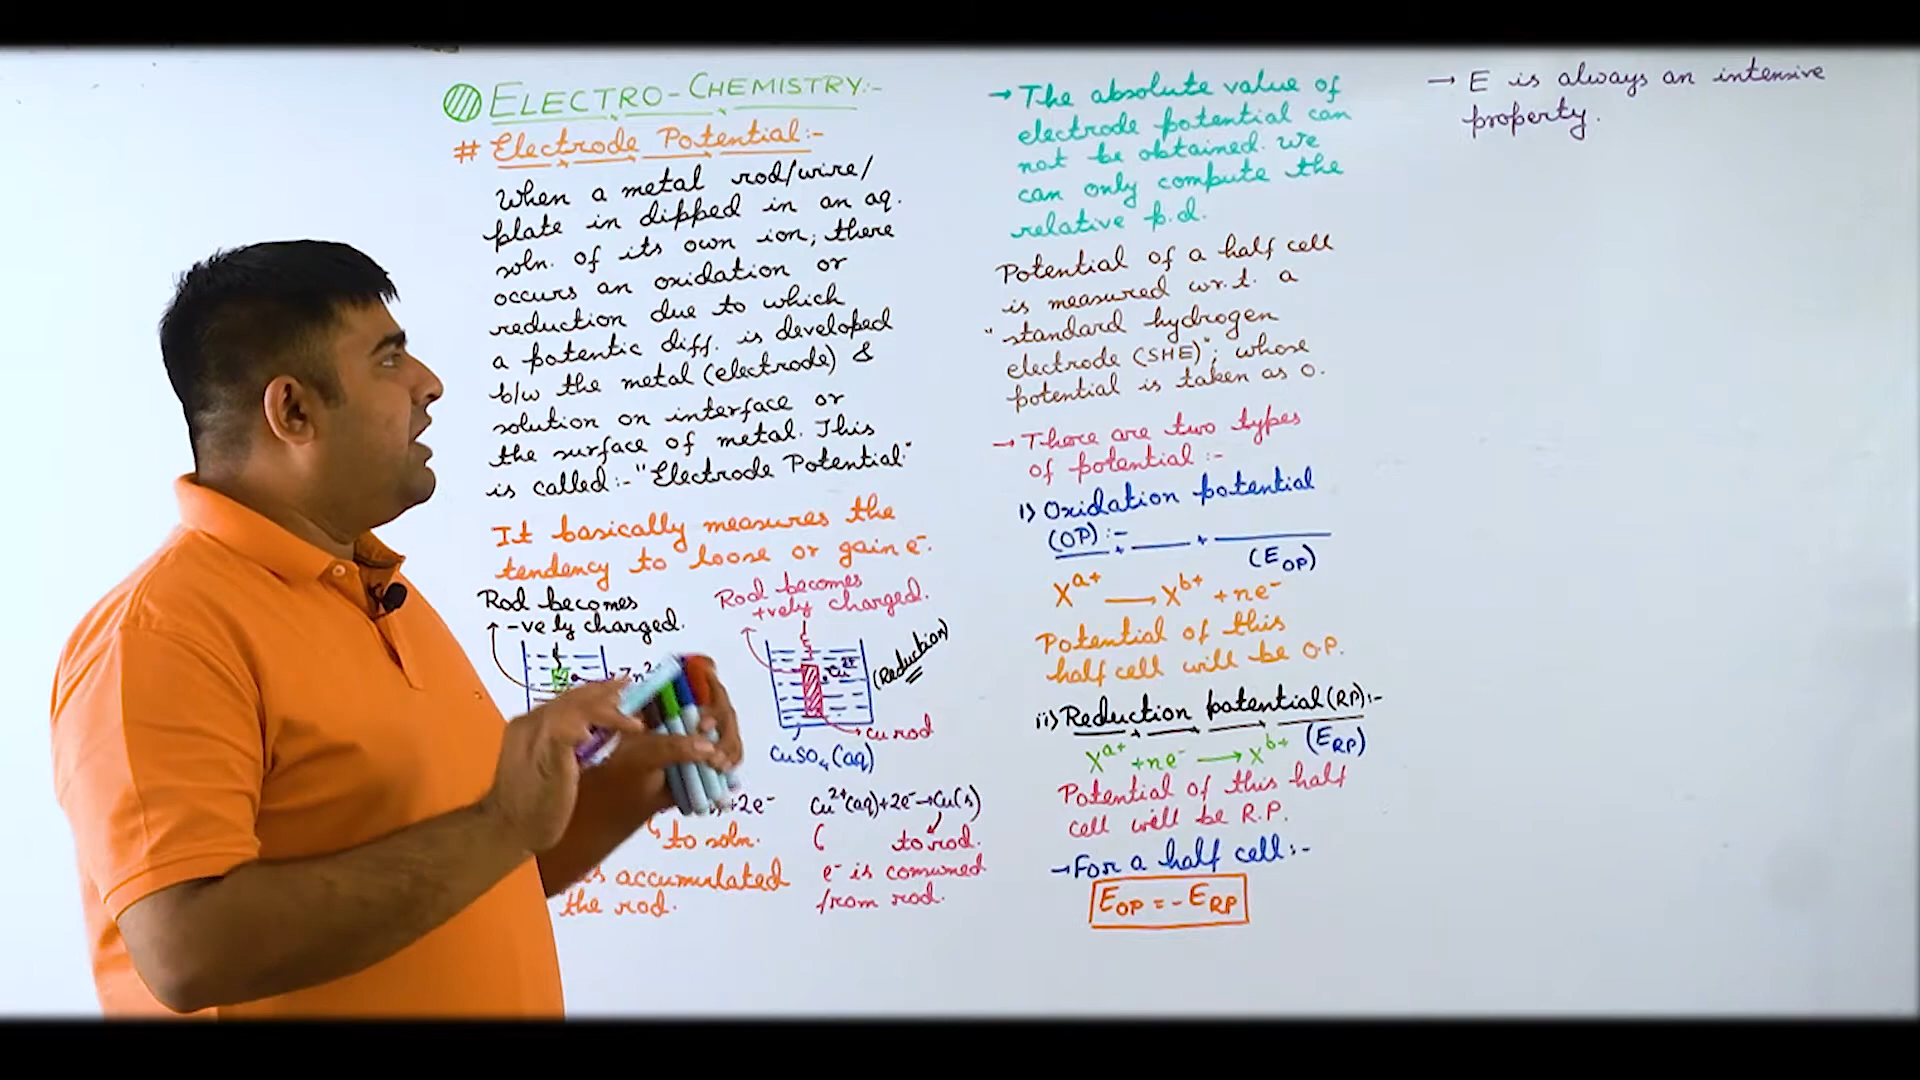 ELECTRO-CHEMISTRY:-
# Electrode Potential:-
When a metal rod/wire/
plate in dipped in an aq.
soln. of its own ion; there
occurs an oxidation or
reduction due to which
a potentic diff. is developed
b/w the metal (electrode) &
solution on interface or
the surface of metal. This
is called:- "Electrode Potential"
It basically measures the
tendency to loose or gain e⁻.
Rod becomes
-vely charged.
Zn²
+2e⁻
to soln.
accumulated
the rod.
Rod becomes
+vely charged.
Cu²⁺
(Reduction)
Cu rod
CuSO₄(aq)
Cu²⁺(aq)+2e⁻→Cu(s)
to rod.
e⁻ is consumed
from rod.
→ The absolute value of
electrode potential can
not be obtained. We
can only compute the
relative p.d.
Potential of a half cell
is measured w.r.t. a
"standard hydrogen
electrode (SHE)"; whose
potential is taken as 0.
→ There are two types
of potential:-
i) Oxidation potential
(OP):-
(E_OP)
X^a+ → X^b+ + ne⁻
Potential of this
half cell will be O.P.
ii) Reduction potential (RP):-
(E_RP)
X^a+ + ne⁻ → X^b+
Potential of this half
cell will be R.P.
→ For a half cell:-
E_OP = - E_RP
→ E is always an intensive
property.